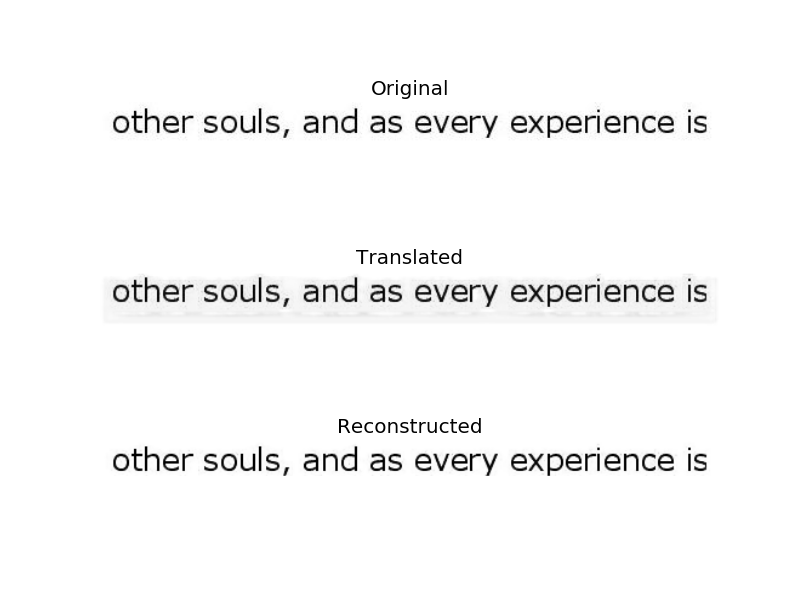 Original
other souls, and as every experience is
Translated
other souls, and as every experience is
Reconstructed
other souls, and as every experience is